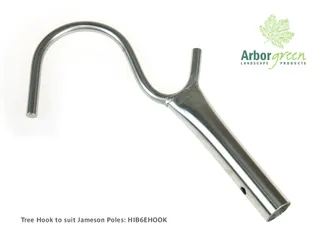 Arborgreen
LANDSCAPE PRODUCTS
Tree Hook to suit Jameson Poles: HIB6EHOOK